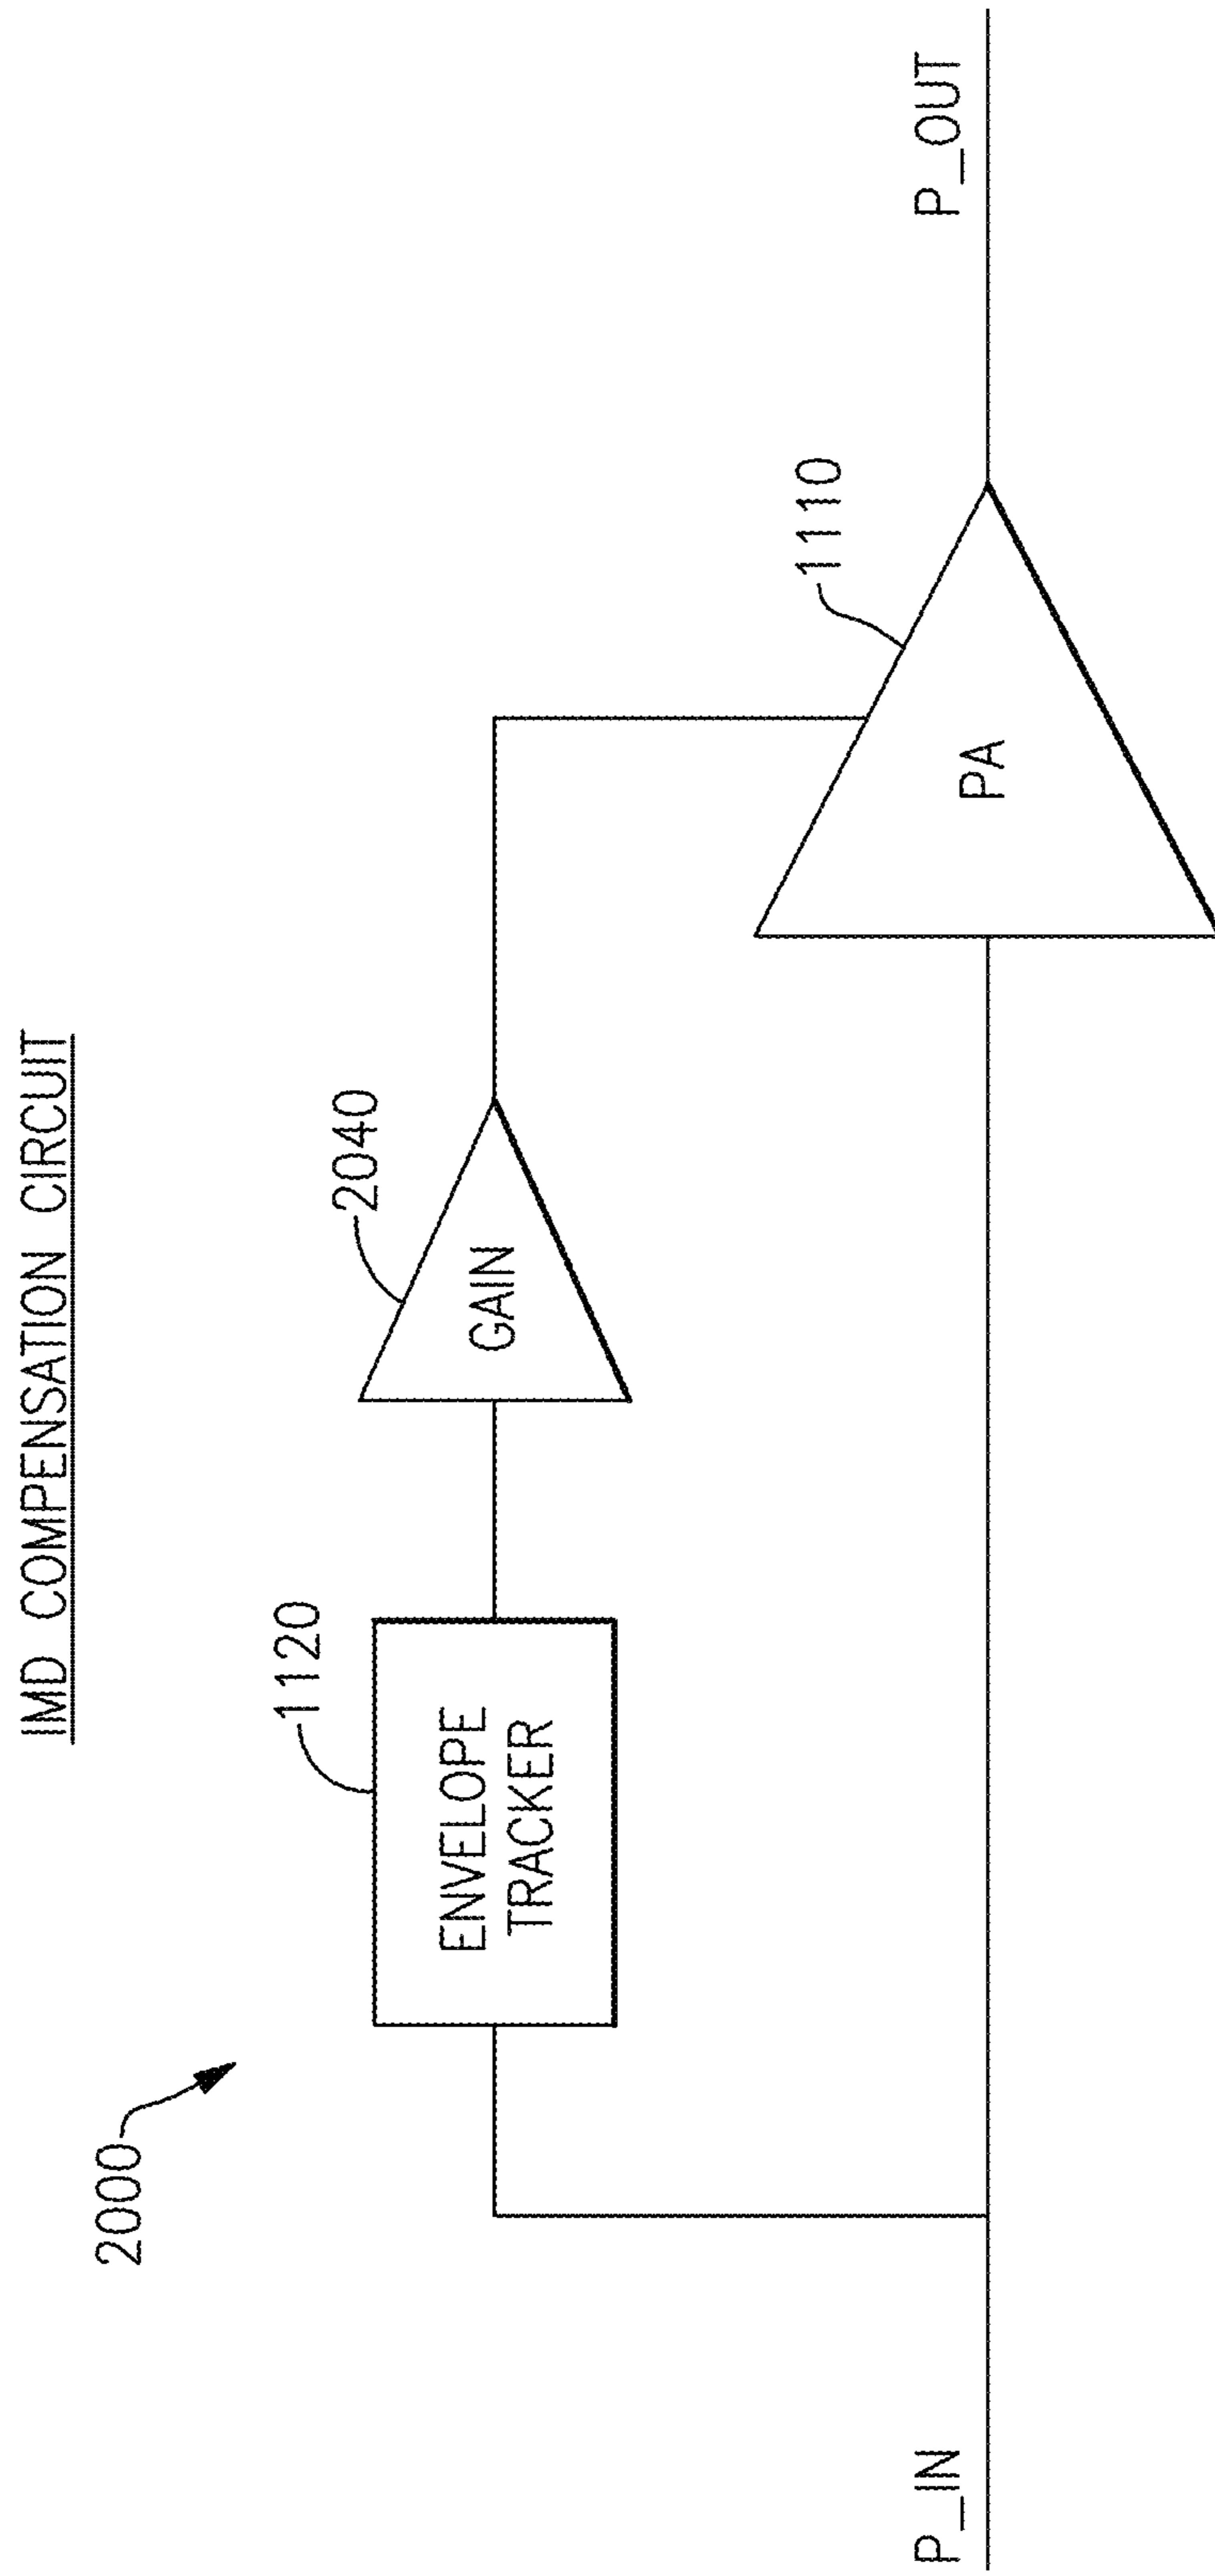 IMD COMPENSATION CIRCUIT
2000
1120
ENVELOPE
TRACKER
2040
GAIN
1110
PA
P_IN
P_OUT